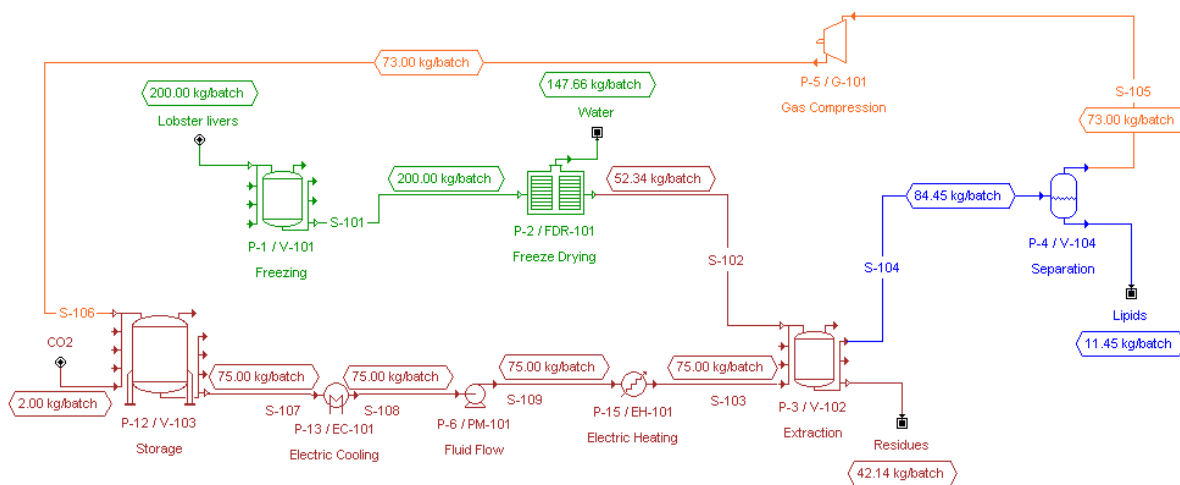 73.00 kg/batch
P-5 / G-101
Gas Compression
S-105
73.00 kg/batch
200.00 kg/batch
Lobster livers
147.66 kg/batch
Water
200.00 kg/batch
52.34 kg/batch
84.45 kg/batch
S-101
P-1 / V-101
Freezing
P-2 / FDR-101
Freeze Drying
S-102
S-104
P-4 / V-104
Separation
Lipids
11.45 kg/batch
S-106
CO2
2.00 kg/batch
75.00 kg/batch
75.00 kg/batch
75.00 kg/batch
75.00 kg/batch
S-107
S-108
S-109
S-103
P-12 / V-103
Storage
P-13 / EC-101
Electric Cooling
P-6 / PM-101
Fluid Flow
P-15 / EH-101
Electric Heating
P-3 / V-102
Extraction
Residues
42.14 kg/batch